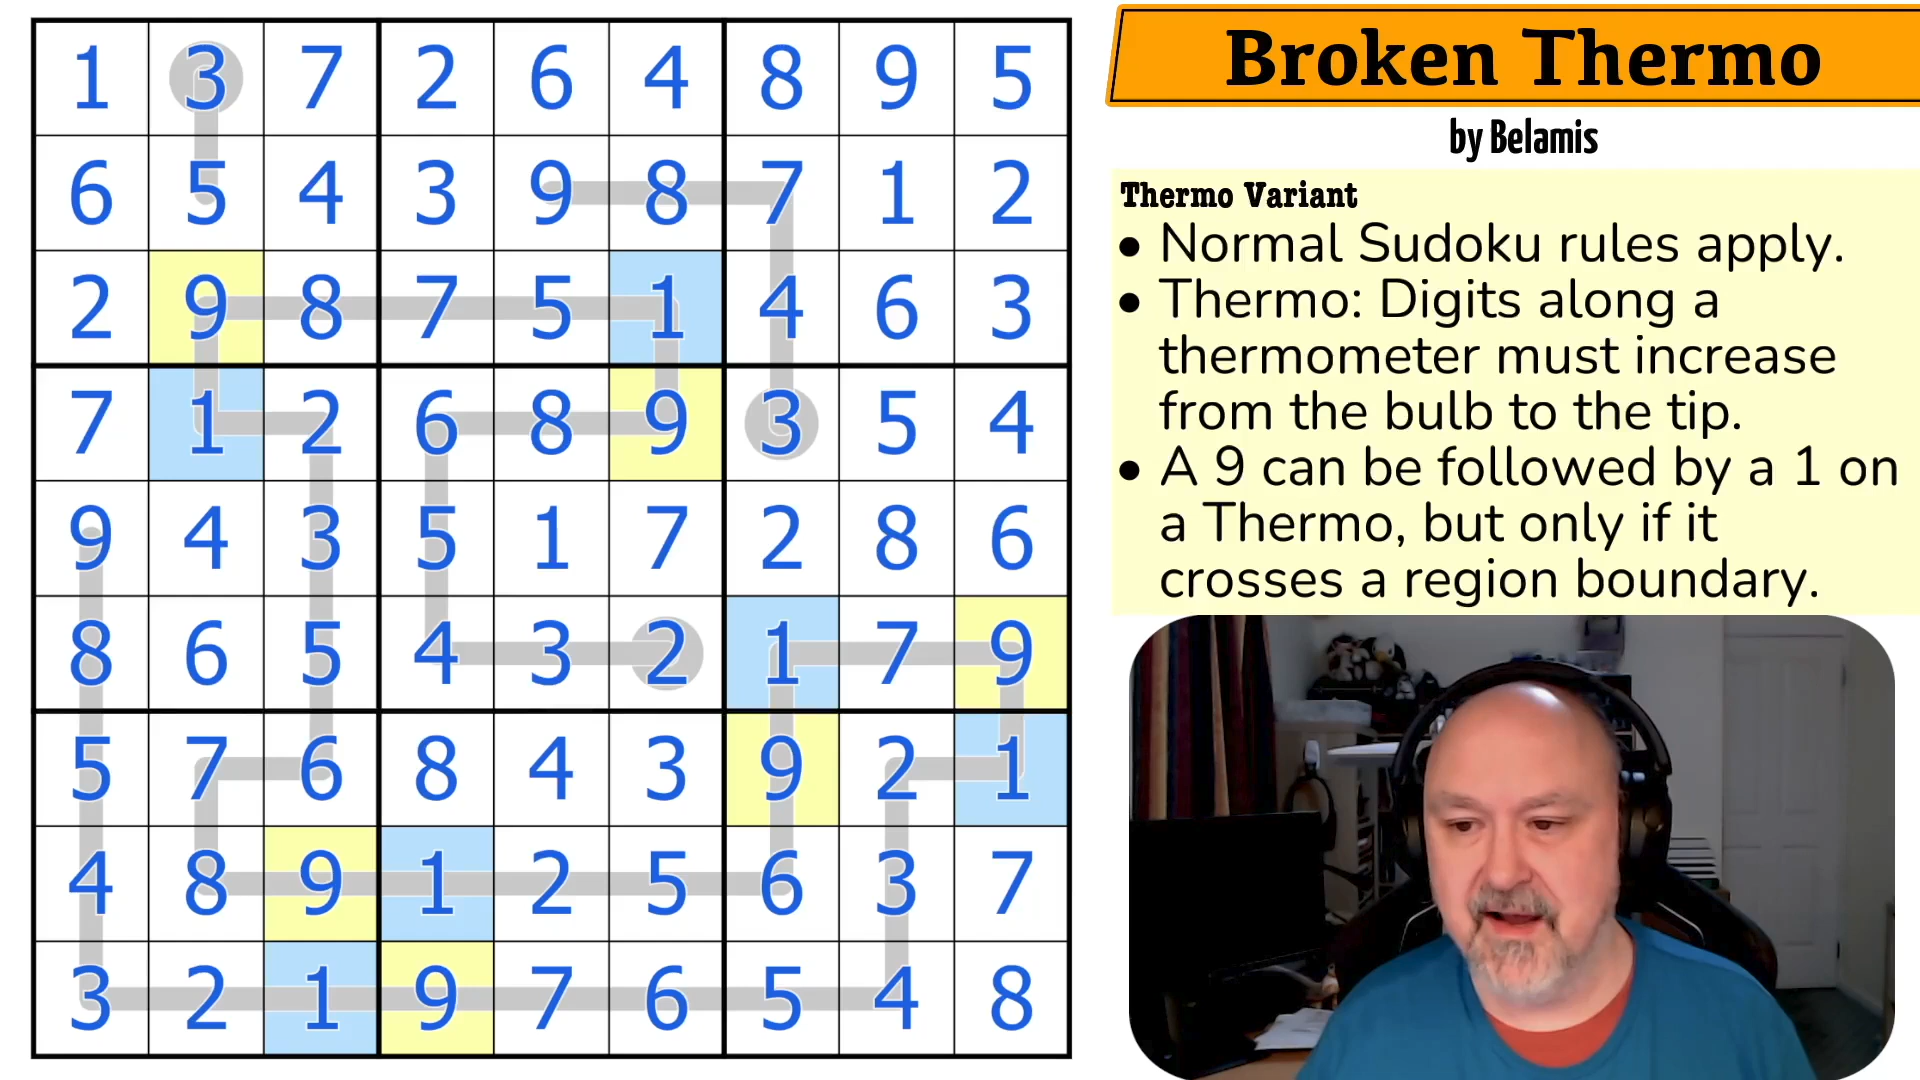 1 3 7 2 6 4 8 9 5
6 5 4 3 9 8 7 1 2
2 9 8 7 5 1 4 6 3
7 1 2 6 8 9 3 5 4
9 4 3 5 1 7 2 8 6
8 6 5 4 3 2 1 7 9
5 7 6 8 4 3 9 2 1
4 8 9 1 2 5 6 3 7
3 2 1 9 7 6 5 4 8
Broken Thermo
by Belamis
Thermo Variant
• Normal Sudoku rules apply.
• Thermo: Digits along a
thermometer must increase
from the bulb to the tip.
• A 9 can be followed by a 1 on
a Thermo, but only if it
crosses a region boundary.